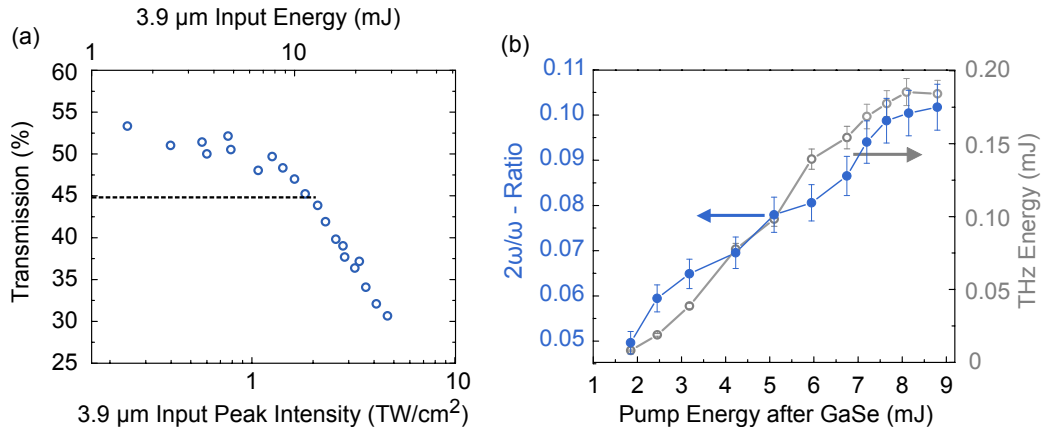 3.9 µm Input Energy (mJ)
(a)
1
10
60
55
50
45
40
35
30
25
Transmission (%)
1
10
3.9 µm Input Peak Intensity (TW/cm²)
(b)
0.11
0.10
0.09
0.08
0.07
0.06
0.05
2ω/ω - Ratio
0.20
0.15
0.10
0.05
0
THz Energy (mJ)
1 2 3 4 5 6 7 8 9
Pump Energy after GaSe (mJ)